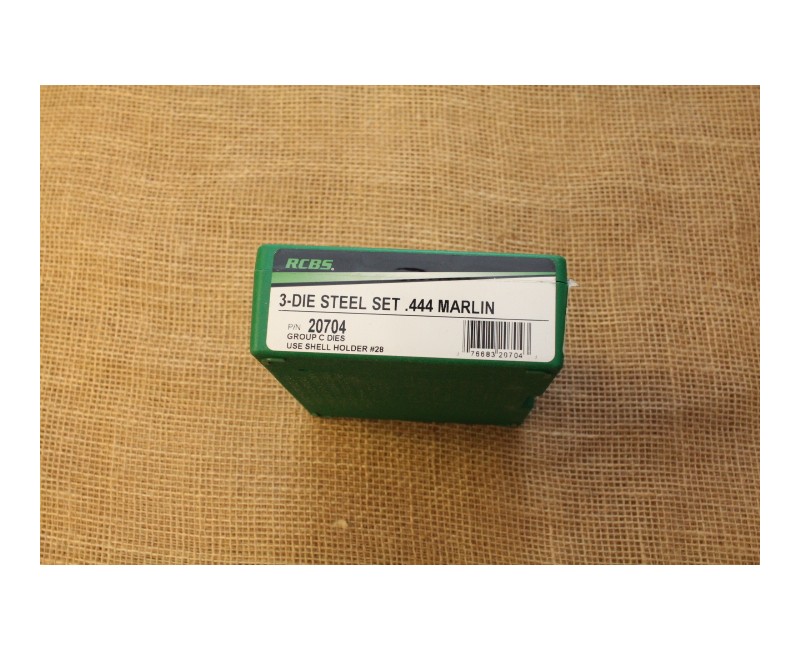 RCBS.
3-DIE STEEL SET .444 MARLIN
P/N 20704
GROUP C DIES
USE SHELL HOLDER #28
76683 20704